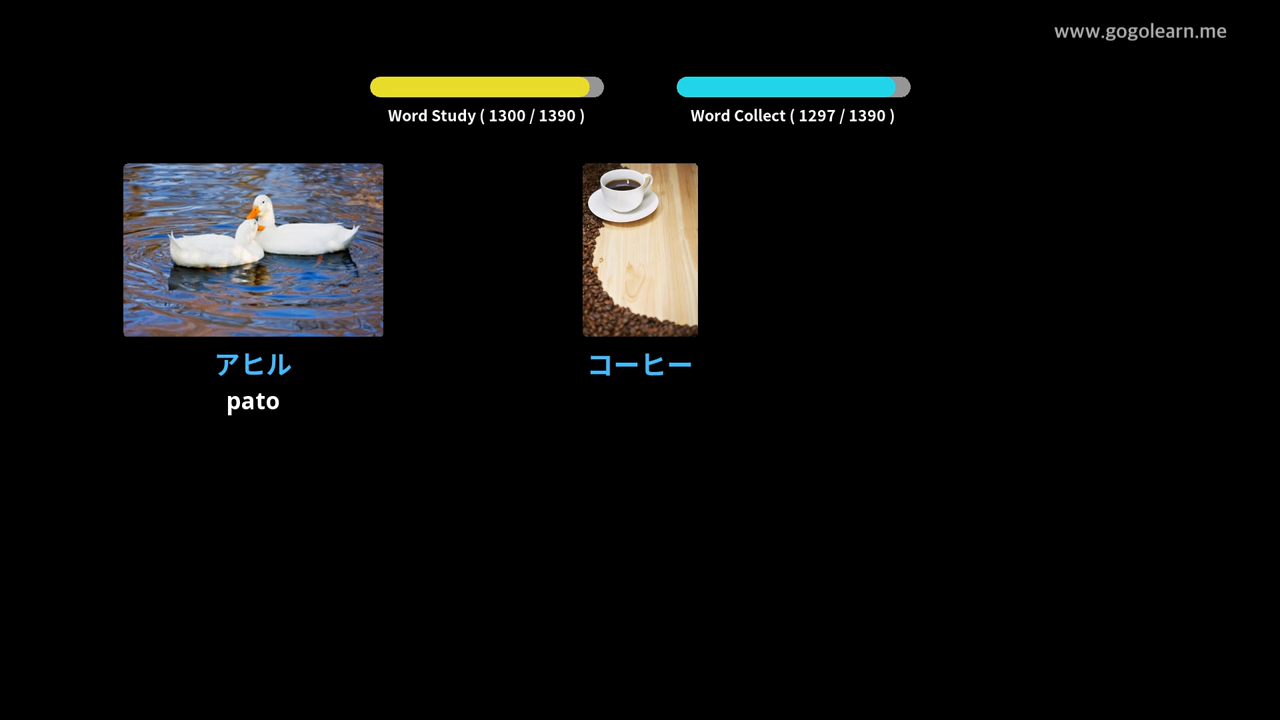 www.gogolearn.me
Word Study ( 1300 / 1390 )
Word Collect ( 1297 / 1390 )
アヒル
pato
コーヒー